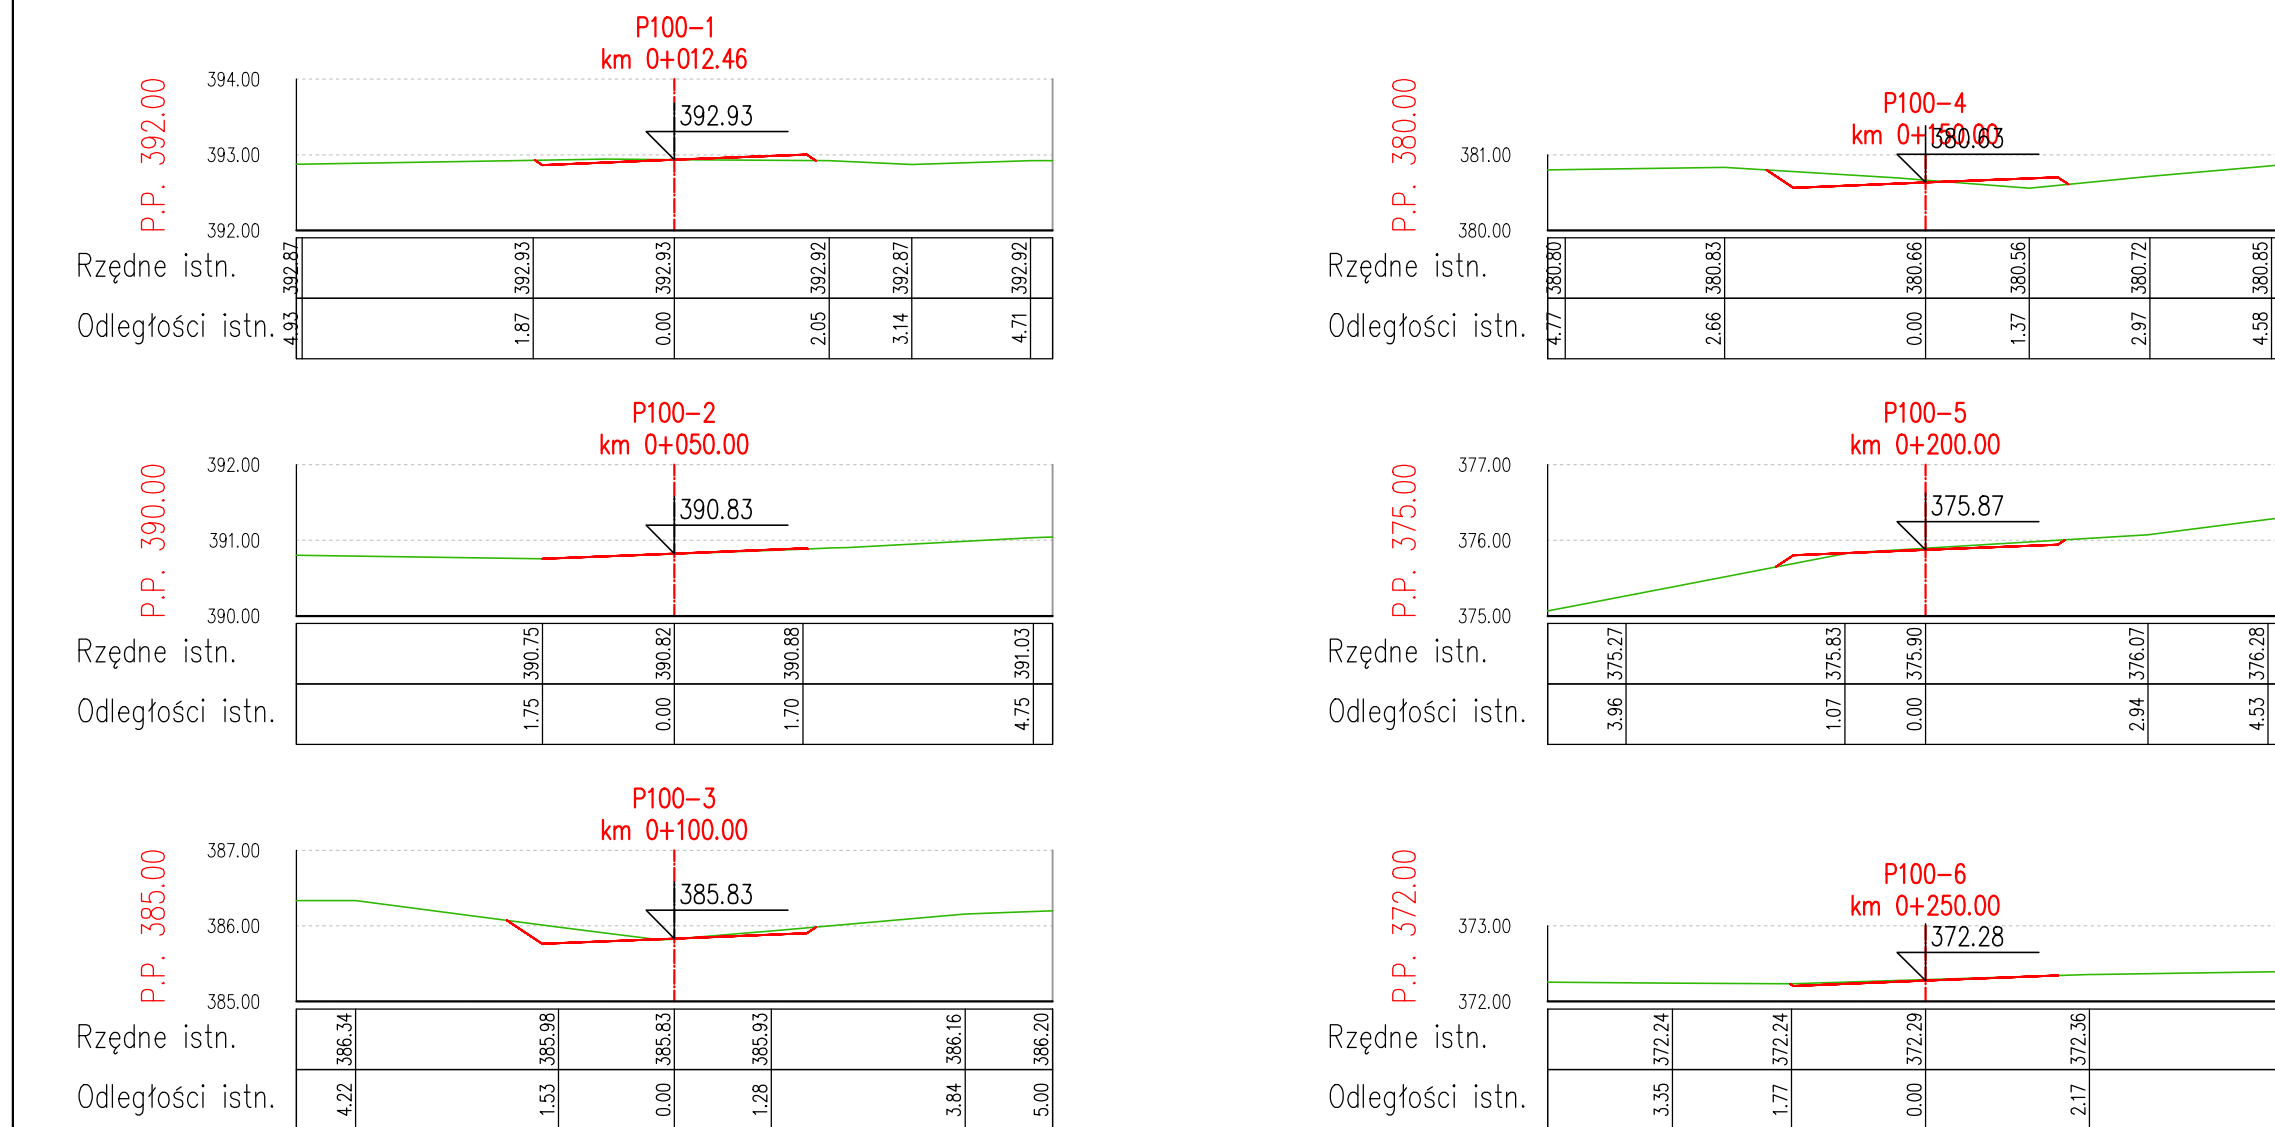 P100-1
km 0+012.46
P.P. 392.00
394.00
393.00
392.00
392.93
Rzędne istn.
392.87 392.93 392.93 392.92 392.87 392.92
Odległości istn.
4.93 1.87 0.00 2.05 3.14 4.71
P100-2
km 0+050.00
P.P. 390.00
392.00
391.00
390.00
390.83
Rzędne istn.
390.75 390.82 390.88 391.03
Odległości istn.
1.75 0.00 1.70 4.75
P100-3
km 0+100.00
P.P. 385.00
387.00
386.00
385.00
385.83
Rzędne istn.
386.34 385.98 385.83 385.93 386.16 386.20
Odległości istn.
4.22 1.53 0.00 1.28 3.84 5.00
P100-4
km 0+150.00
P.P. 380.00
381.00
380.00
380.63
Rzędne istn.
380.80 380.83 380.66 380.56 380.72 380.85
Odległości istn.
4.77 2.66 0.00 1.37 2.97 4.58
P100-5
km 0+200.00
P.P. 375.00
377.00
376.00
375.00
375.87
Rzędne istn.
375.27 375.83 375.90 376.07 376.28
Odległości istn.
3.96 1.07 0.00 2.94 4.53
P100-6
km 0+250.00
P.P. 372.00
373.00
372.00
372.28
Rzędne istn.
372.24 372.24 372.29 372.36
Odległości istn.
3.35 1.77 0.00 2.17